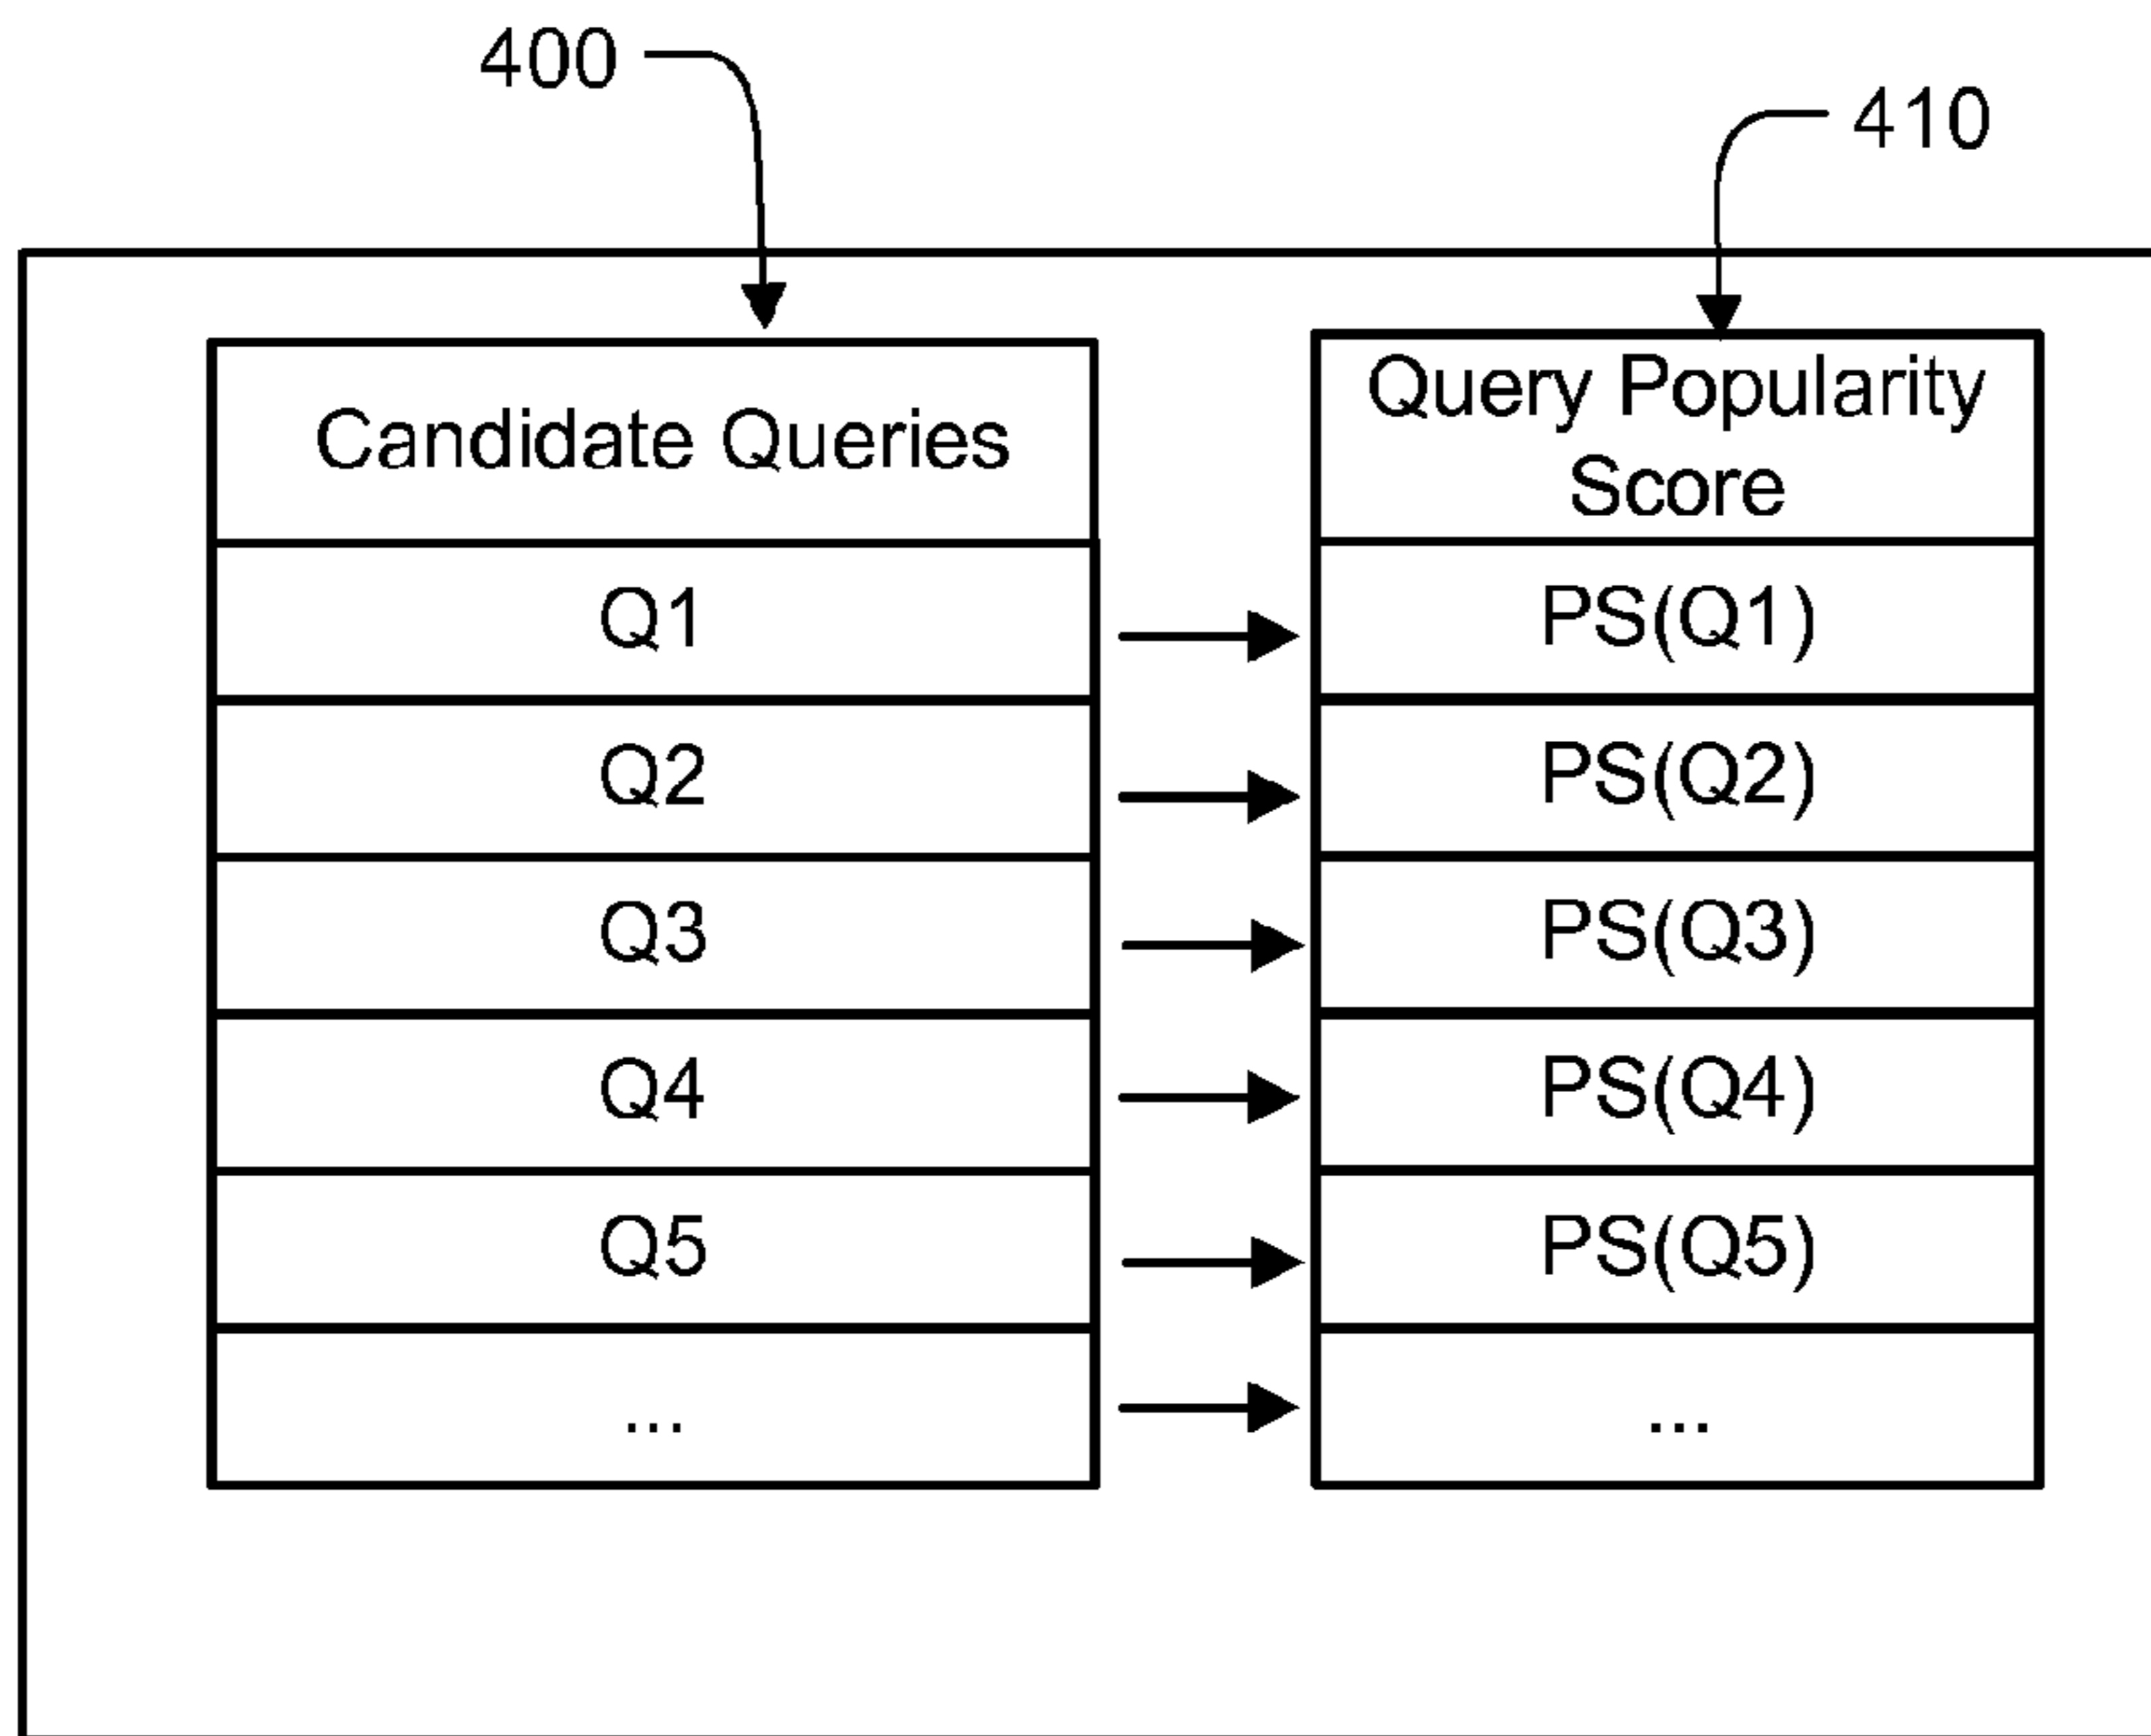 400
410
Candidate Queries
Query Popularity
Score
Q1
PS(Q1)
Q2
PS(Q2)
Q3
PS(Q3)
Q4
PS(Q4)
Q5
PS(Q5)
...
...